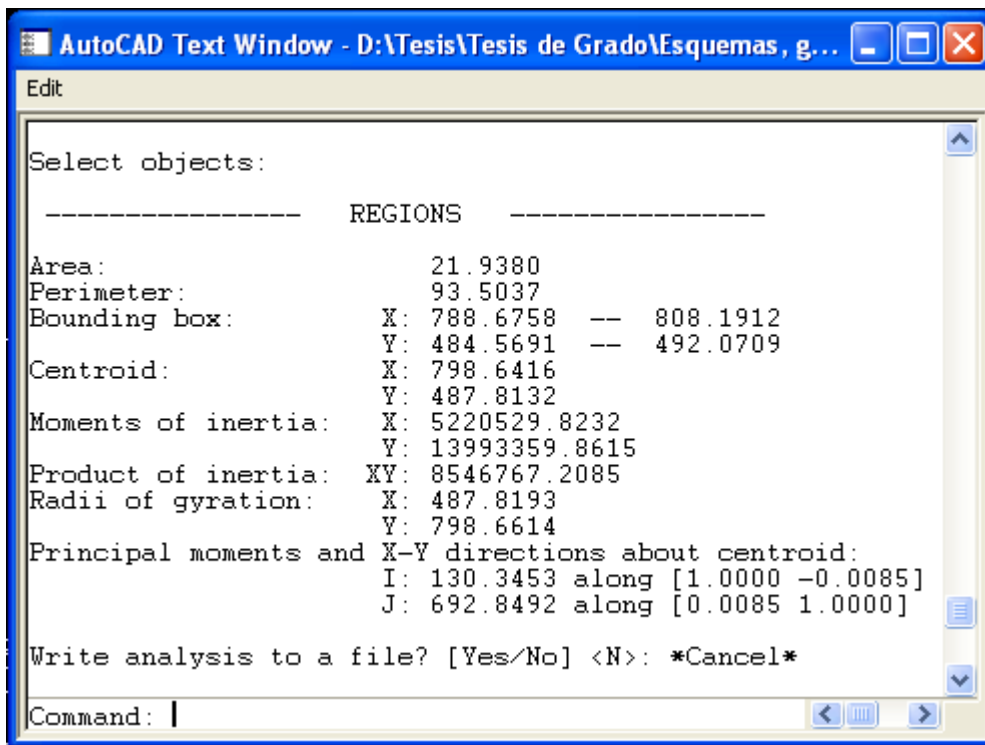 AutoCAD Text Window - D:\Tesis\Tesis de Grado\Esquemas, g...
Edit
Select objects:
---------------- REGIONS ----------------
Area: 21.9380
Perimeter: 93.5037
Bounding box: X: 788.6758 -- 808.1912
Y: 484.5691 -- 492.0709
Centroid: X: 798.6416
Y: 487.8132
Moments of inertia: X: 5220529.8232
Y: 13993359.8615
Product of inertia: XY: 8546767.2085
Radii of gyration: X: 487.8193
Y: 798.6614
Principal moments and X-Y directions about centroid:
I: 130.3453 along [1.0000 -0.0085]
J: 692.8492 along [0.0085 1.0000]
Write analysis to a file? [Yes/No] <N>: *Cancel*
Command: